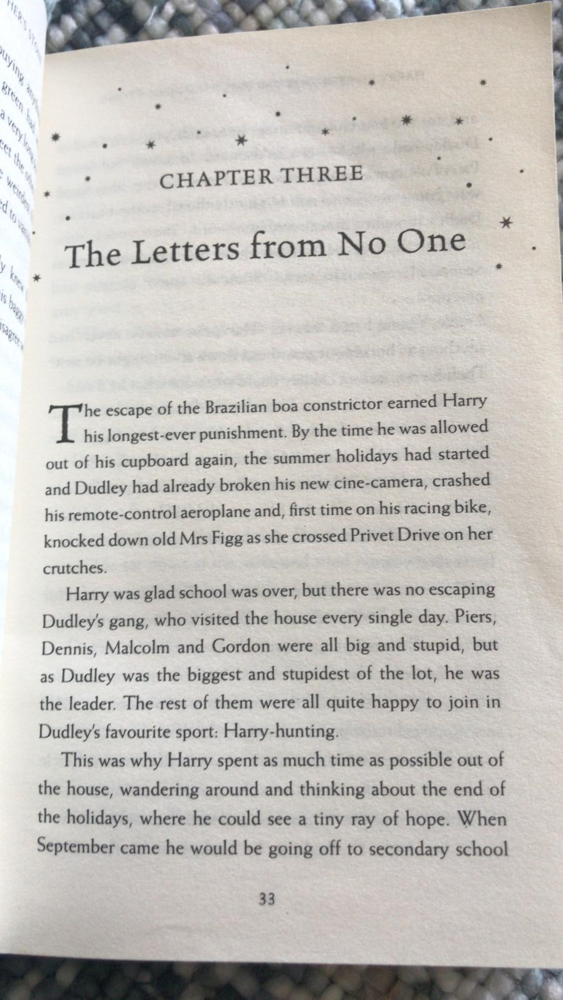 buying
green had
a very long
knew
CHAPTER THREE
The Letters from No One
The escape of the Brazilian boa constrictor earned Harry
his longest-ever punishment. By the time he was allowed
out of his cupboard again, the summer holidays had started
and Dudley had already broken his new cine-camera, crashed
his remote-control aeroplane and, first time on his racing bike,
knocked down old Mrs Figg as she crossed Privet Drive on her
crutches.
Harry was glad school was over, but there was no escaping
Dudley's gang, who visited the house every single day. Piers,
Dennis, Malcolm and Gordon were all big and stupid, but
as Dudley was the biggest and stupidest of the lot, he was
the leader. The rest of them were all quite happy to join in
Dudley's favourite sport: Harry-hunting.
This was why Harry spent as much time as possible out of
the house, wandering around and thinking about the end of
the holidays, where he could see a tiny ray of hope. When
September came he would be going off to secondary school
33